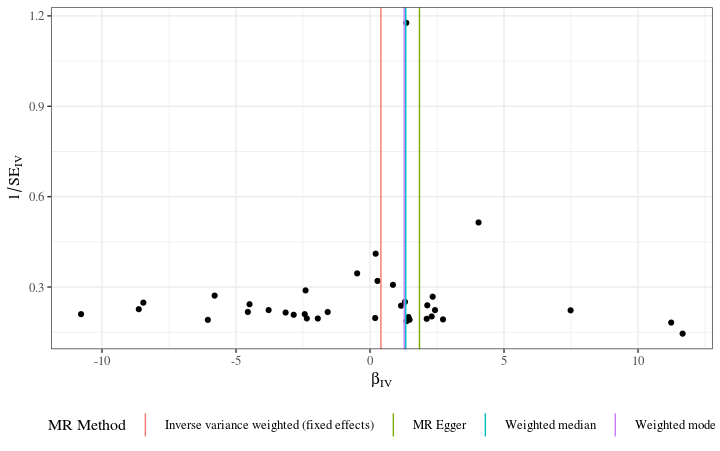 1.2
0.9
0.6
0.3
1/SE_IV
-10 -5 0 5 10
β_IV
MR Method Inverse variance weighted (fixed effects) MR Egger Weighted median Weighted mode